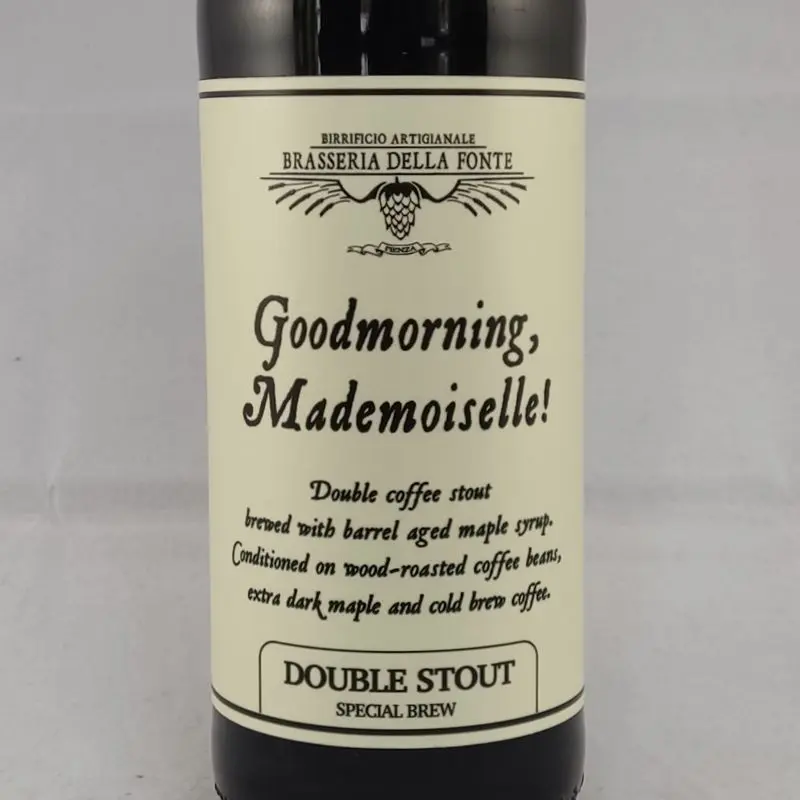 BIRRIFICIO ARTIGIANALE
BRASSERIA DELLA FONTE
PIENZA
Goodmorning,
Mademoiselle!
Double coffee stout
brewed with barrel aged maple syrup.
Conditioned on wood-roasted coffee beans,
extra dark maple and cold brew coffee.
DOUBLE STOUT
SPECIAL BREW